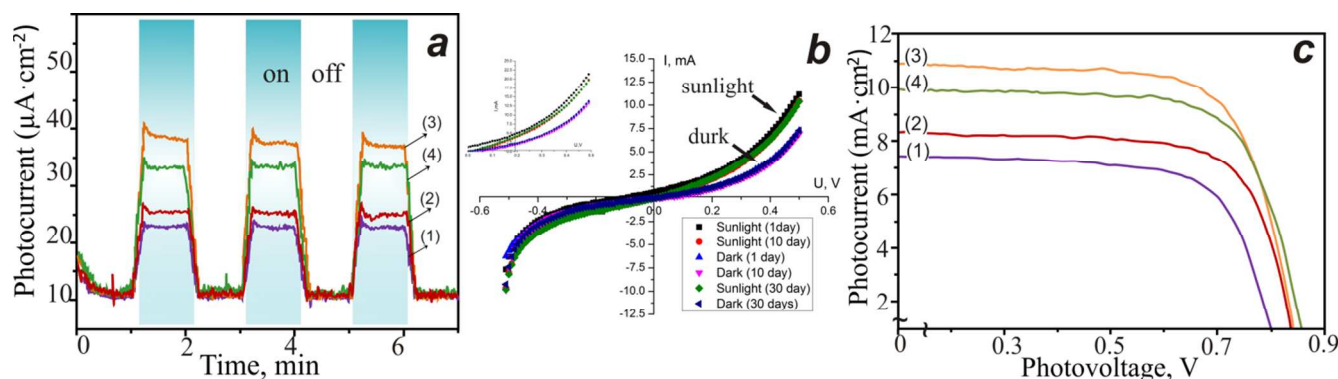 a
60
50
40
30
20
10
Photocurrent (µA·cm⁻²)
on off
(3)
(4)
(2)
(1)
0 2 4 6
Time, min
b
I, mA
15.0
12.5
10.0
7.5
5.0
2.5
0.0
-2.5
-5.0
-7.5
-10.0
-12.5
sunlight
durk
U, V
-0.6 -0.4 -0.2 0.0 0.2 0.4 0.6
Sunlight (1day)
Sunlight (10 day)
Dark (1 day)
Dark (10 day)
Sunlight (30 day)
Dark (30 days)
c
12
10
8
6
4
2
Photocurrent (mA·cm²)
(3)
(4)
(2)
(1)
0 0.3 0.5 0.7 0.9
Photovoltage, V